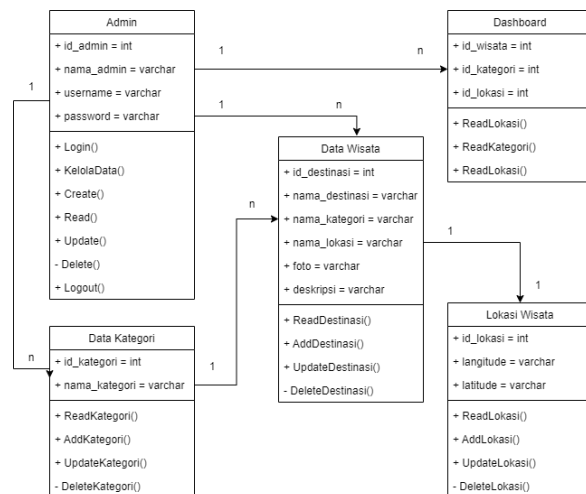 Admin
+ id_admin = int
+ nama_admin = varchar
+ username = varchar
+ password = varchar
+ Login()
+ KelolaData()
+ Create()
+ Read()
+ Update()
- Delete()
+ Logout()
1
n
1
n
1
n
Dashboard
+ id_wisata = int
+ id_kategori = int
+ id_lokasi = int
+ ReadLokasi()
+ ReadKategori()
+ ReadLokasi()
Data Wisata
+ id_destinasi = int
+ nama_destinasi = varchar
+ nama_kategori = varchar
+ nama_lokasi = varchar
+ foto = varchar
+ deskripsi = varchar
+ ReadDestinasi()
+ AddDestinasi()
+ UpdateDestinasi()
- DeleteDestinasi()
n
1
1
1
Data Kategori
+ id_kategori = int
+ nama_kategori = varchar
+ ReadKategori()
+ AddKategori()
+ UpdateKategori()
- DeleteKategori()
Lokasi Wisata
+ id_lokasi = int
+ langitude = varchar
+ latitude = varchar
+ ReadLokasi()
+ AddLokasi()
+ UpdateLokasi()
- DeleteLokasi()